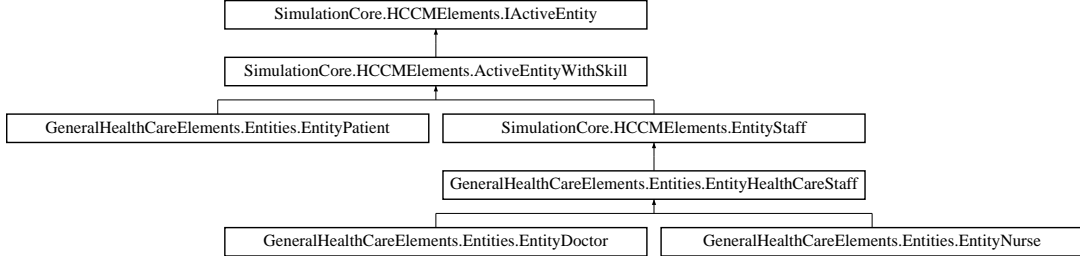 SimulationCore.HCCMElements.IActiveEntity
SimulationCore.HCCMElements.ActiveEntityWithSkill
GeneralHealthCareElements.Entities.EntityPatient
SimulationCore.HCCMElements.EntityStaff
GeneralHealthCareElements.Entities.EntityHealthCareStaff
GeneralHealthCareElements.Entities.EntityDoctor
GeneralHealthCareElements.Entities.EntityNurse